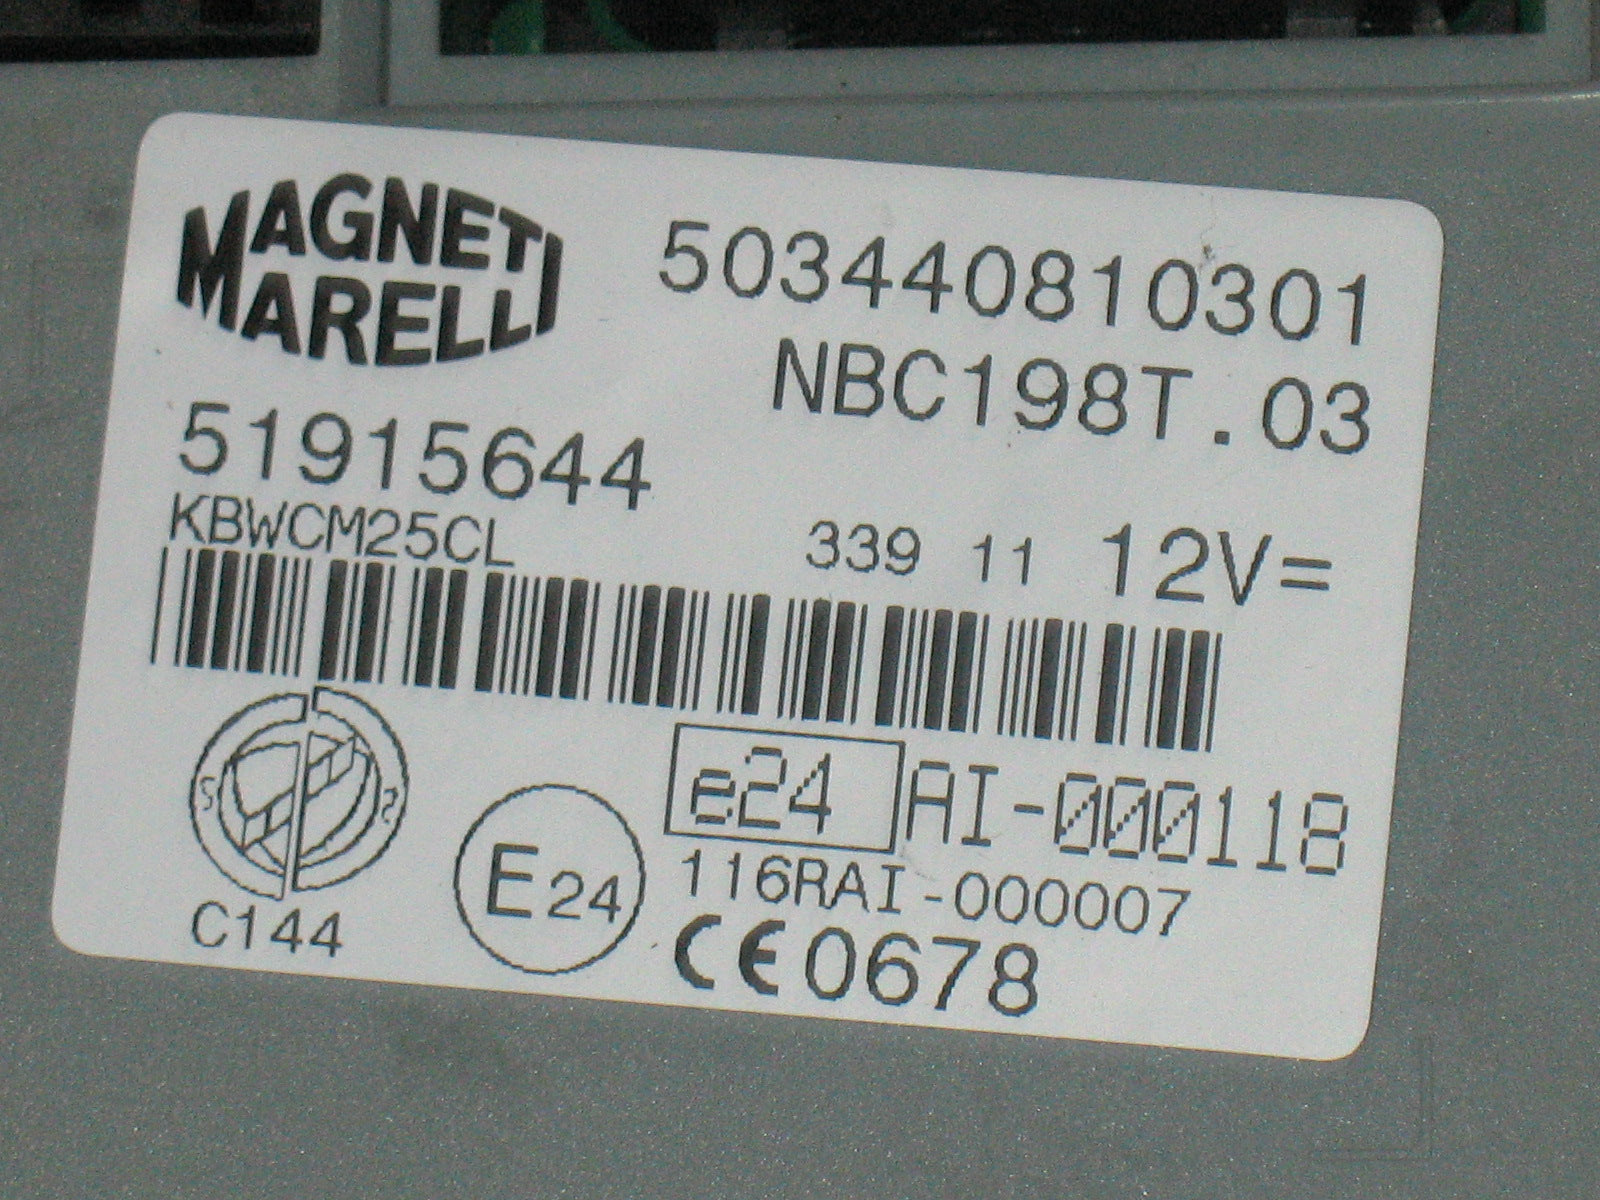 MAGNETI
MARELLI
503440810301
NBC198T.03
51915644
KBWCM25CL
339 11 12V=
e24 AI-000118
E24
116RAI-000007
C144
CE0678